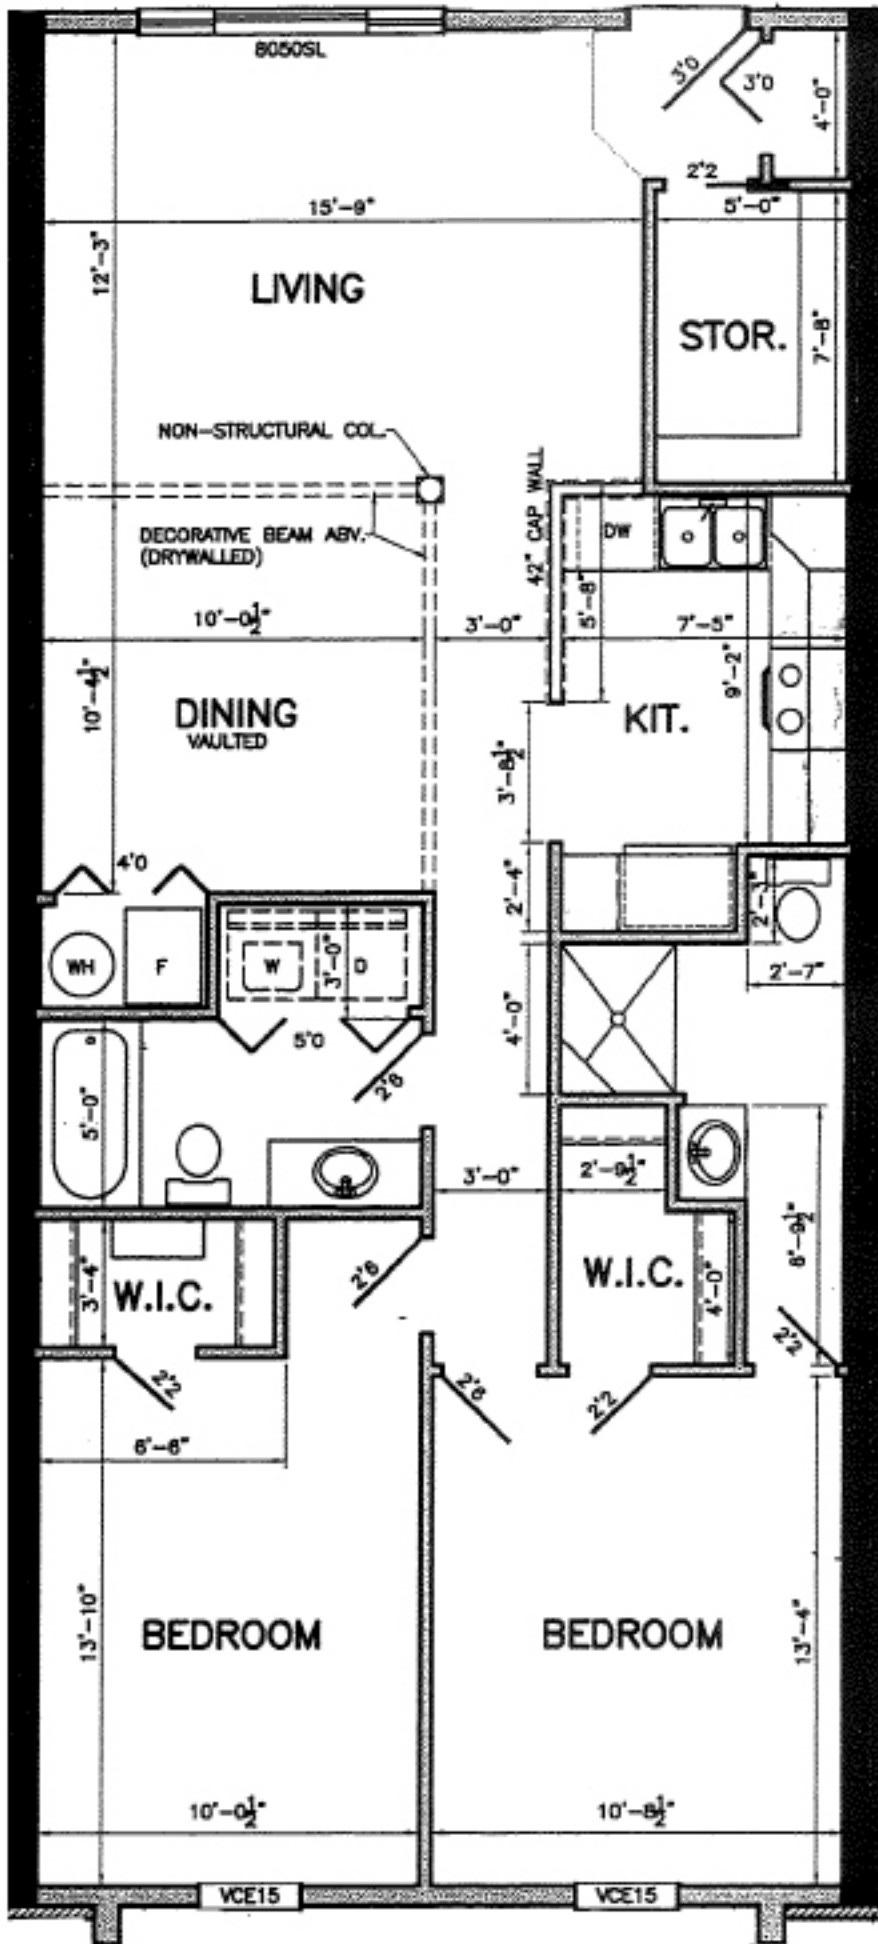 8050SL
3'0
3'0
4'-0"
2'2
15'-9"
5'-0"
12'-3"
LIVING
STOR.
7'-8"
NON-STRUCTURAL COL.
42" CAP WALL
DECORATIVE BEAM ABV.
(DRYWALLED)
DW
5'-8"
10'-0½"
3'-0"
7'-5"
9'-2"
10'-4½"
DINING
VAULTED
KIT.
3'-8½"
4'0
2'-4"
2'-3"
WH
F
W
3'-0"
D
2'-7"
4'-0"
5'0
2'6
5'-0"
3'-0"
2'-9½"
6'-9½"
2'6
3'-4"
W.I.C.
W.I.C.
4'-0"
2'2
2'2
2'6
2'2
6'-6"
13'-10"
BEDROOM
BEDROOM
13'-4"
10'-0½"
10'-8½"
VCE15
VCE15